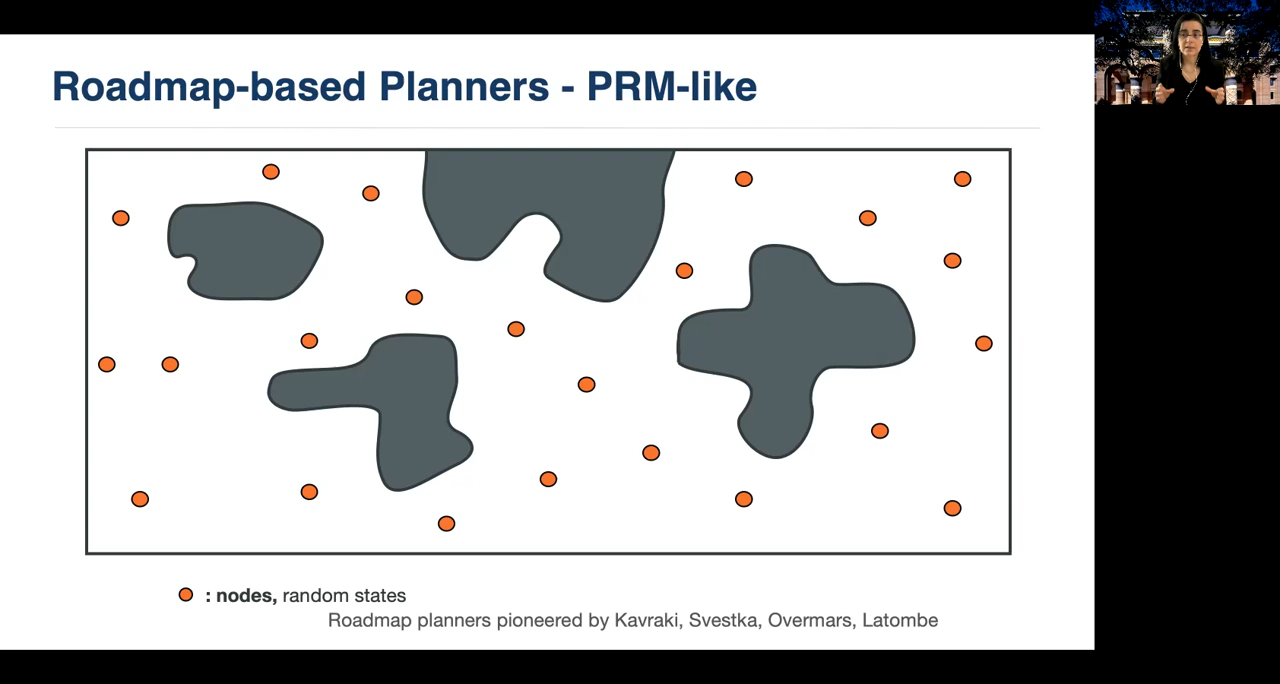 Roadmap-based Planners - PRM-like
: nodes, random states
Roadmap planners pioneered by Kavraki, Svestka, Overmars, Latombe